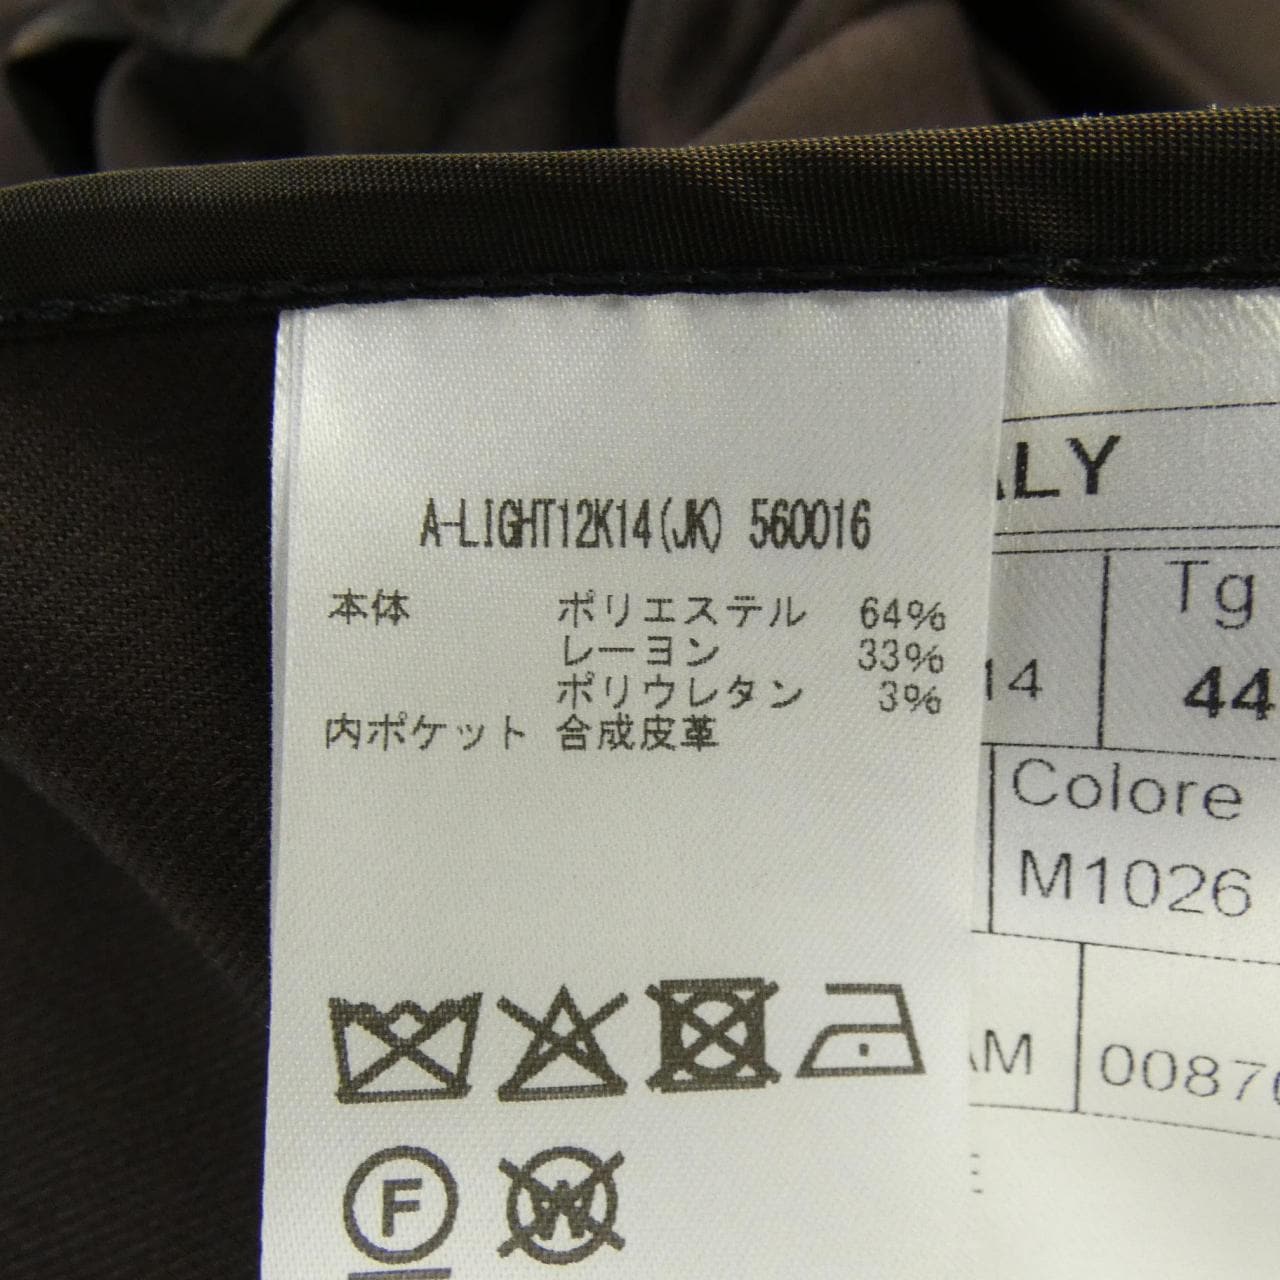 A-LIGHT12K14(JK) 560016
本体 ポリエステル 64%
レーヨン 33%
ポリウレタン 3%
内ポケット 合成皮革
F
W
ALY
Tg
14
44
Colore
M1026
AM
0087